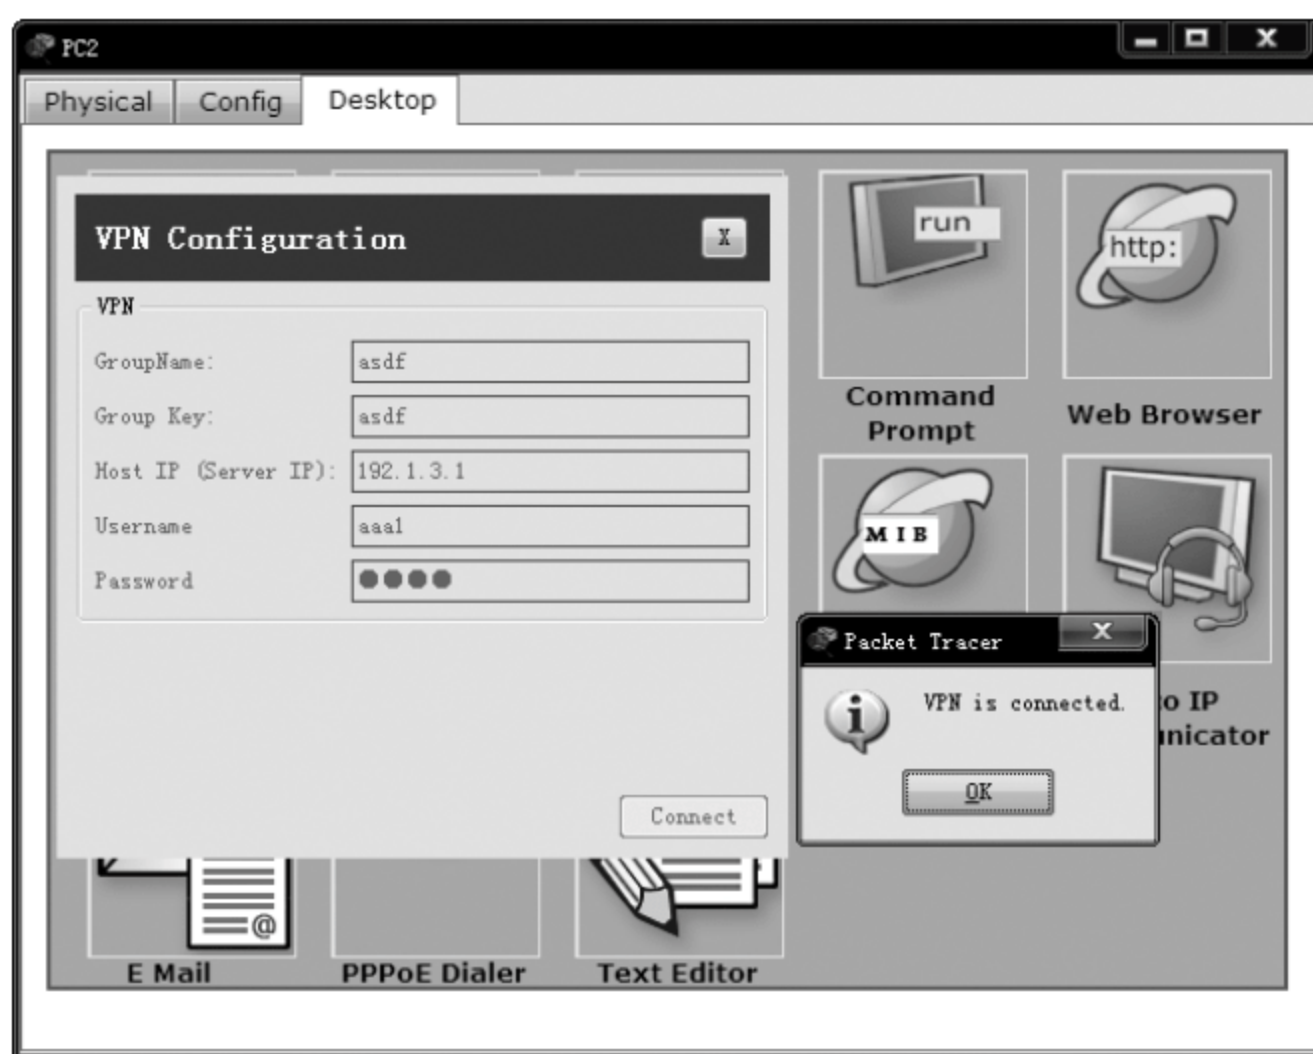 PC2
X
Physical
Config
Desktop
VPN Configuration
X
VPN
GroupName:
asdf
Group Key:
asdf
Host IP (Server IP):
192.1.3.1
Username
aaa1
Password
run
Command
Prompt
http:
Web Browser
MIB
Packet Tracer
X
i
VPN is connected.
OK
o IP
nicator
Connect
@
E Mail
PPPoE Dialer
Text Editor